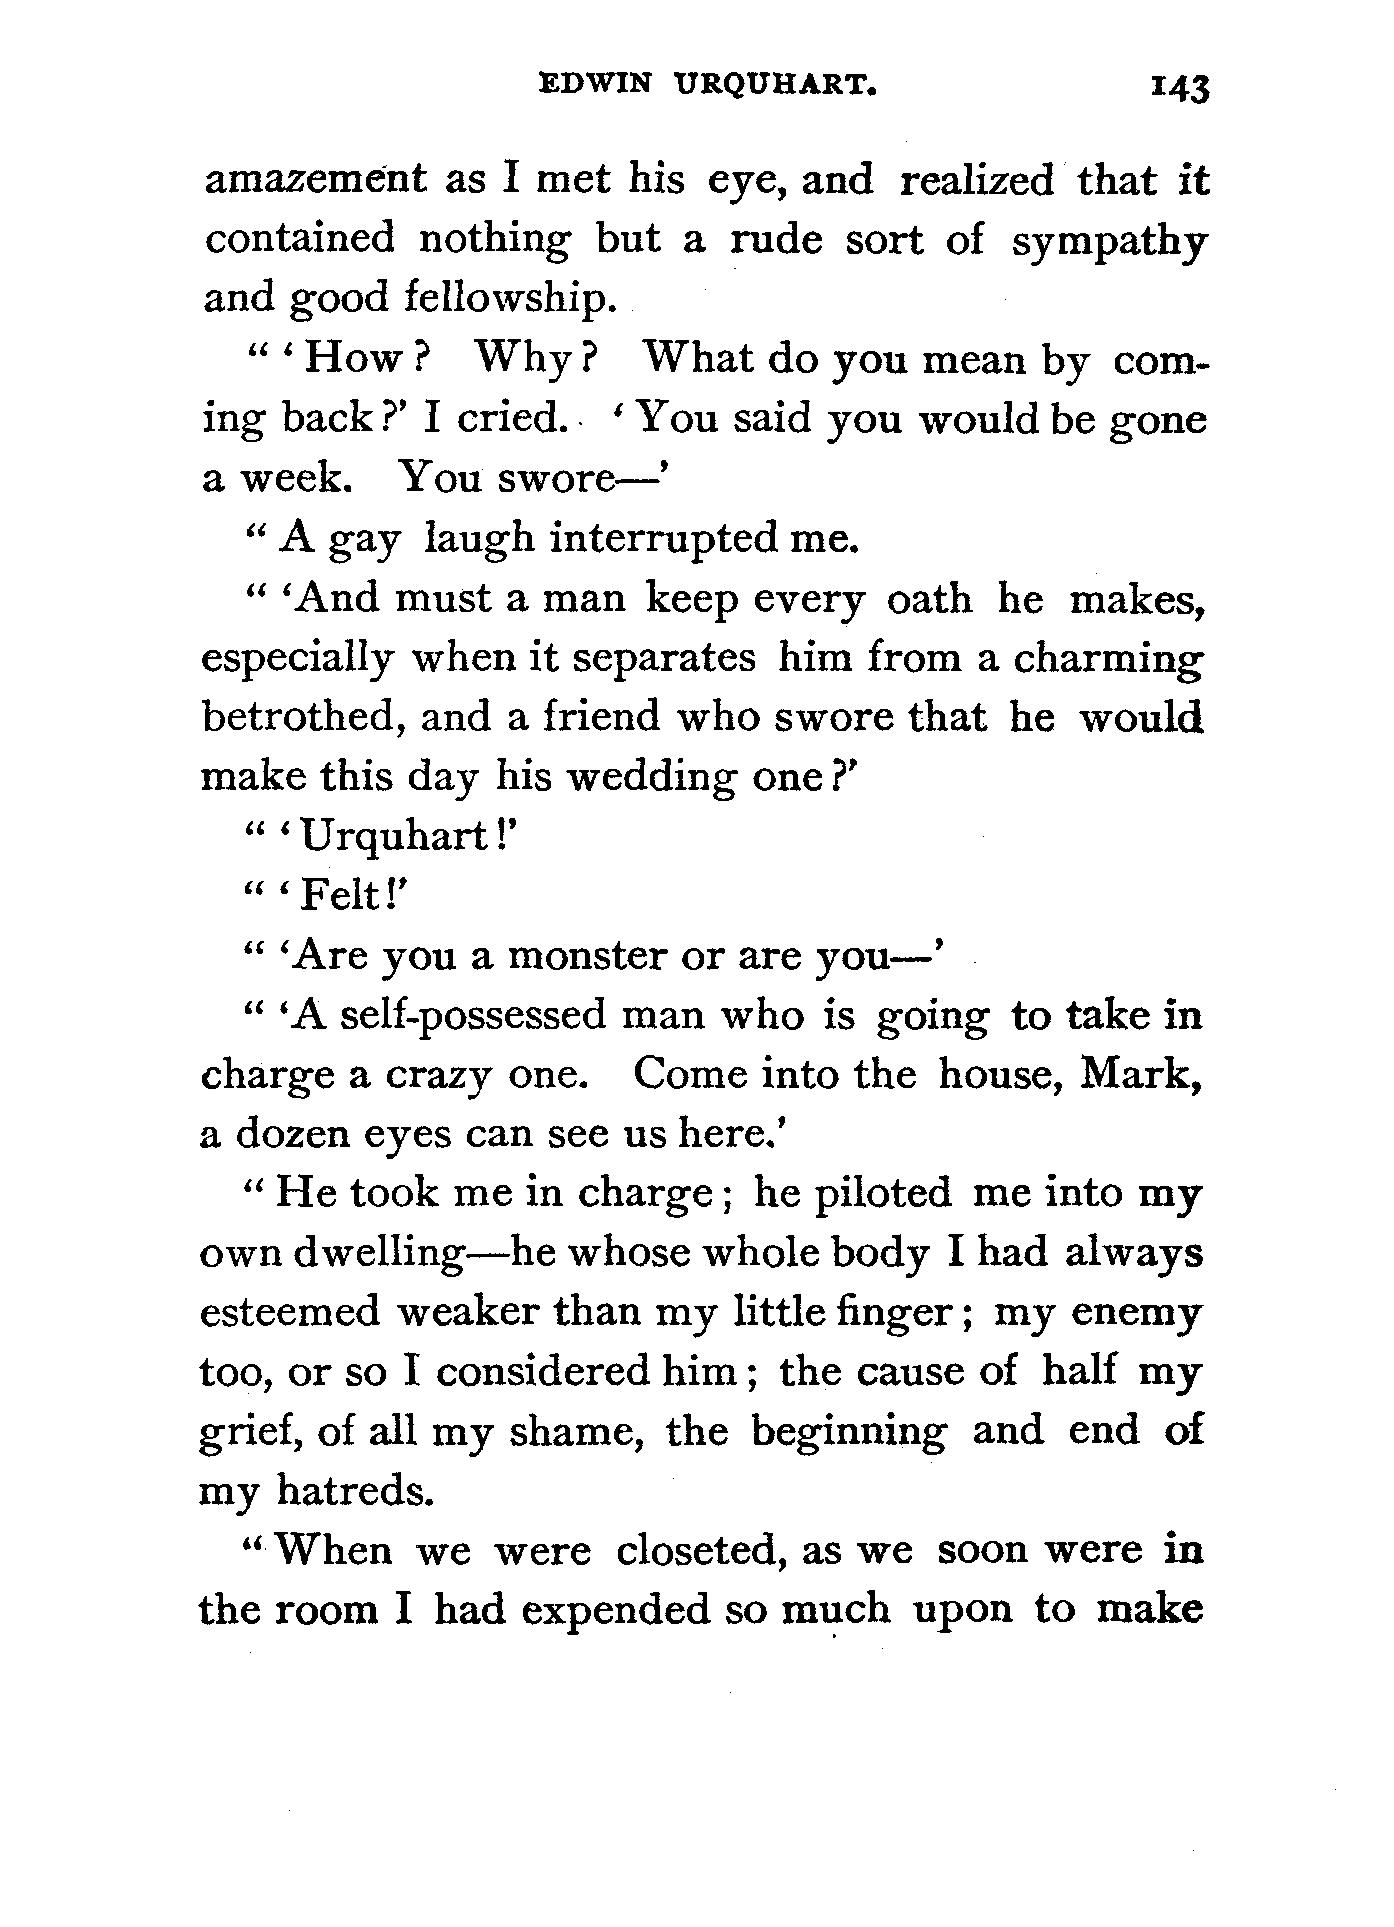 EDWIN URQUHART. 143
amazement as I met his eye, and realized that it
contained nothing but a rude sort of sympathy
and good fellowship.
" 'How? Why? What do you mean by com-
ing back?' I cried. 'You said you would be gone
a week. You swore—'
"A gay laugh interrupted me.
" 'And must a man keep every oath he makes,
especially when it separates him from a charming
betrothed, and a friend who swore that he would
make this day his wedding one?'
" 'Urquhart!'
" 'Felt!'
" 'Are you a monster or are you—'
" 'A self-possessed man who is going to take in
charge a crazy one. Come into the house, Mark,
a dozen eyes can see us here.'
"He took me in charge; he piloted me into my
own dwelling—he whose whole body I had always
esteemed weaker than my little finger; my enemy
too, or so I considered him; the cause of half my
grief, of all my shame, the beginning and end of
my hatreds.
"When we were closeted, as we soon were in
the room I had expended so much upon to make